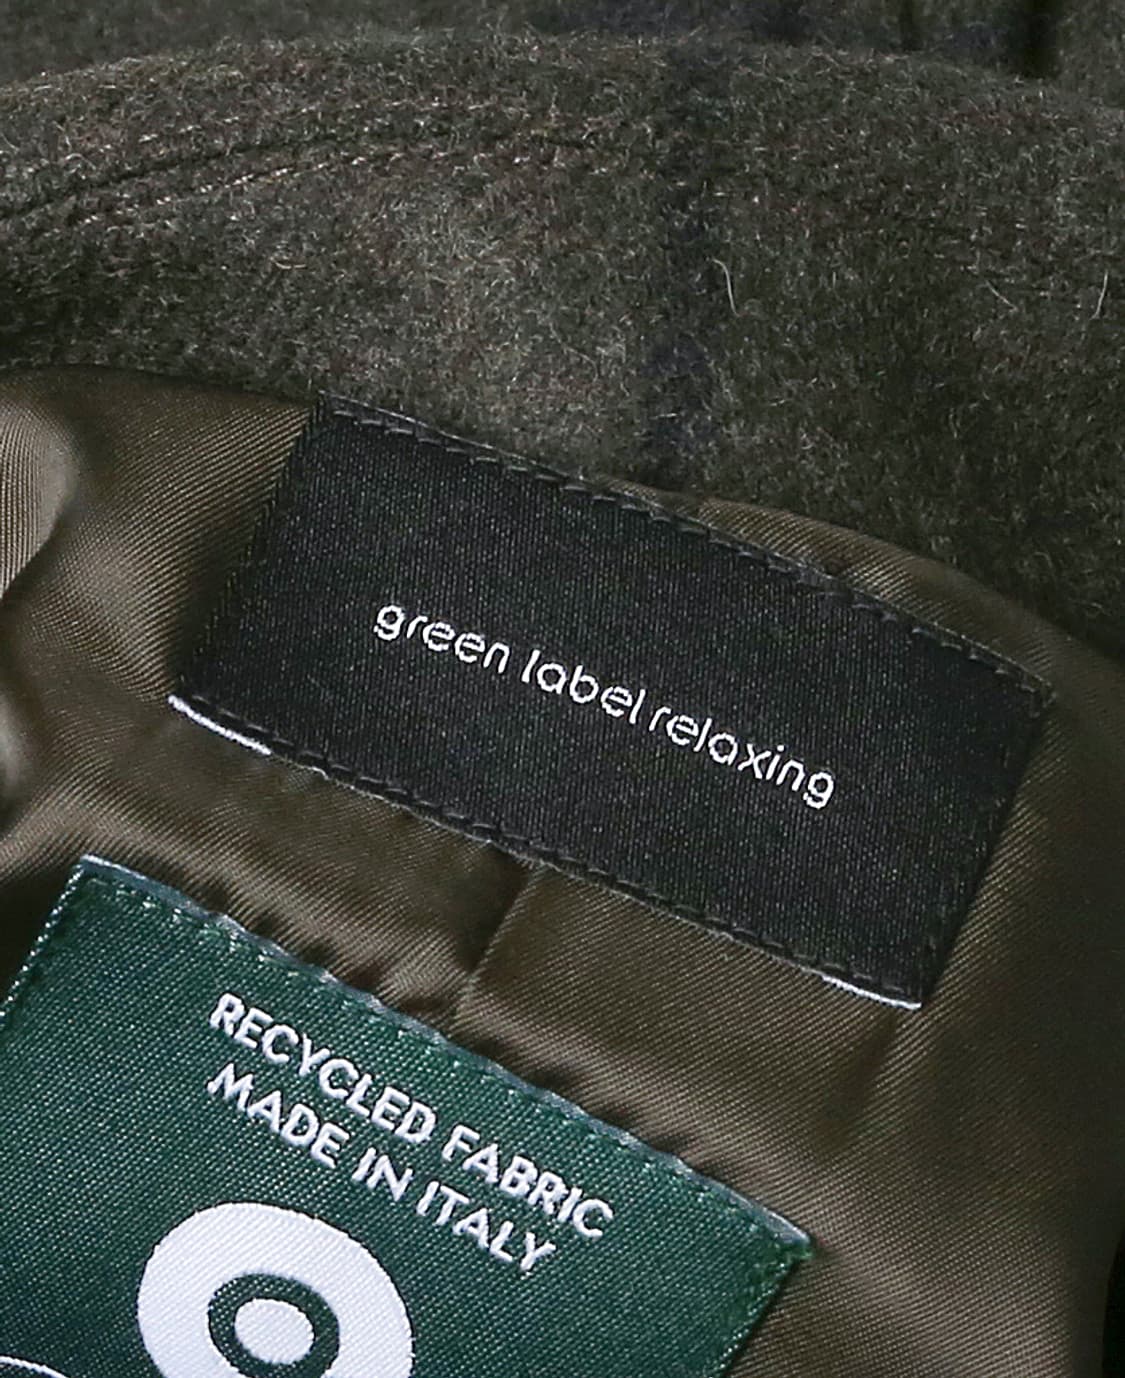 green label relaxing
RECYCLED FABRIC
MADE IN ITALY